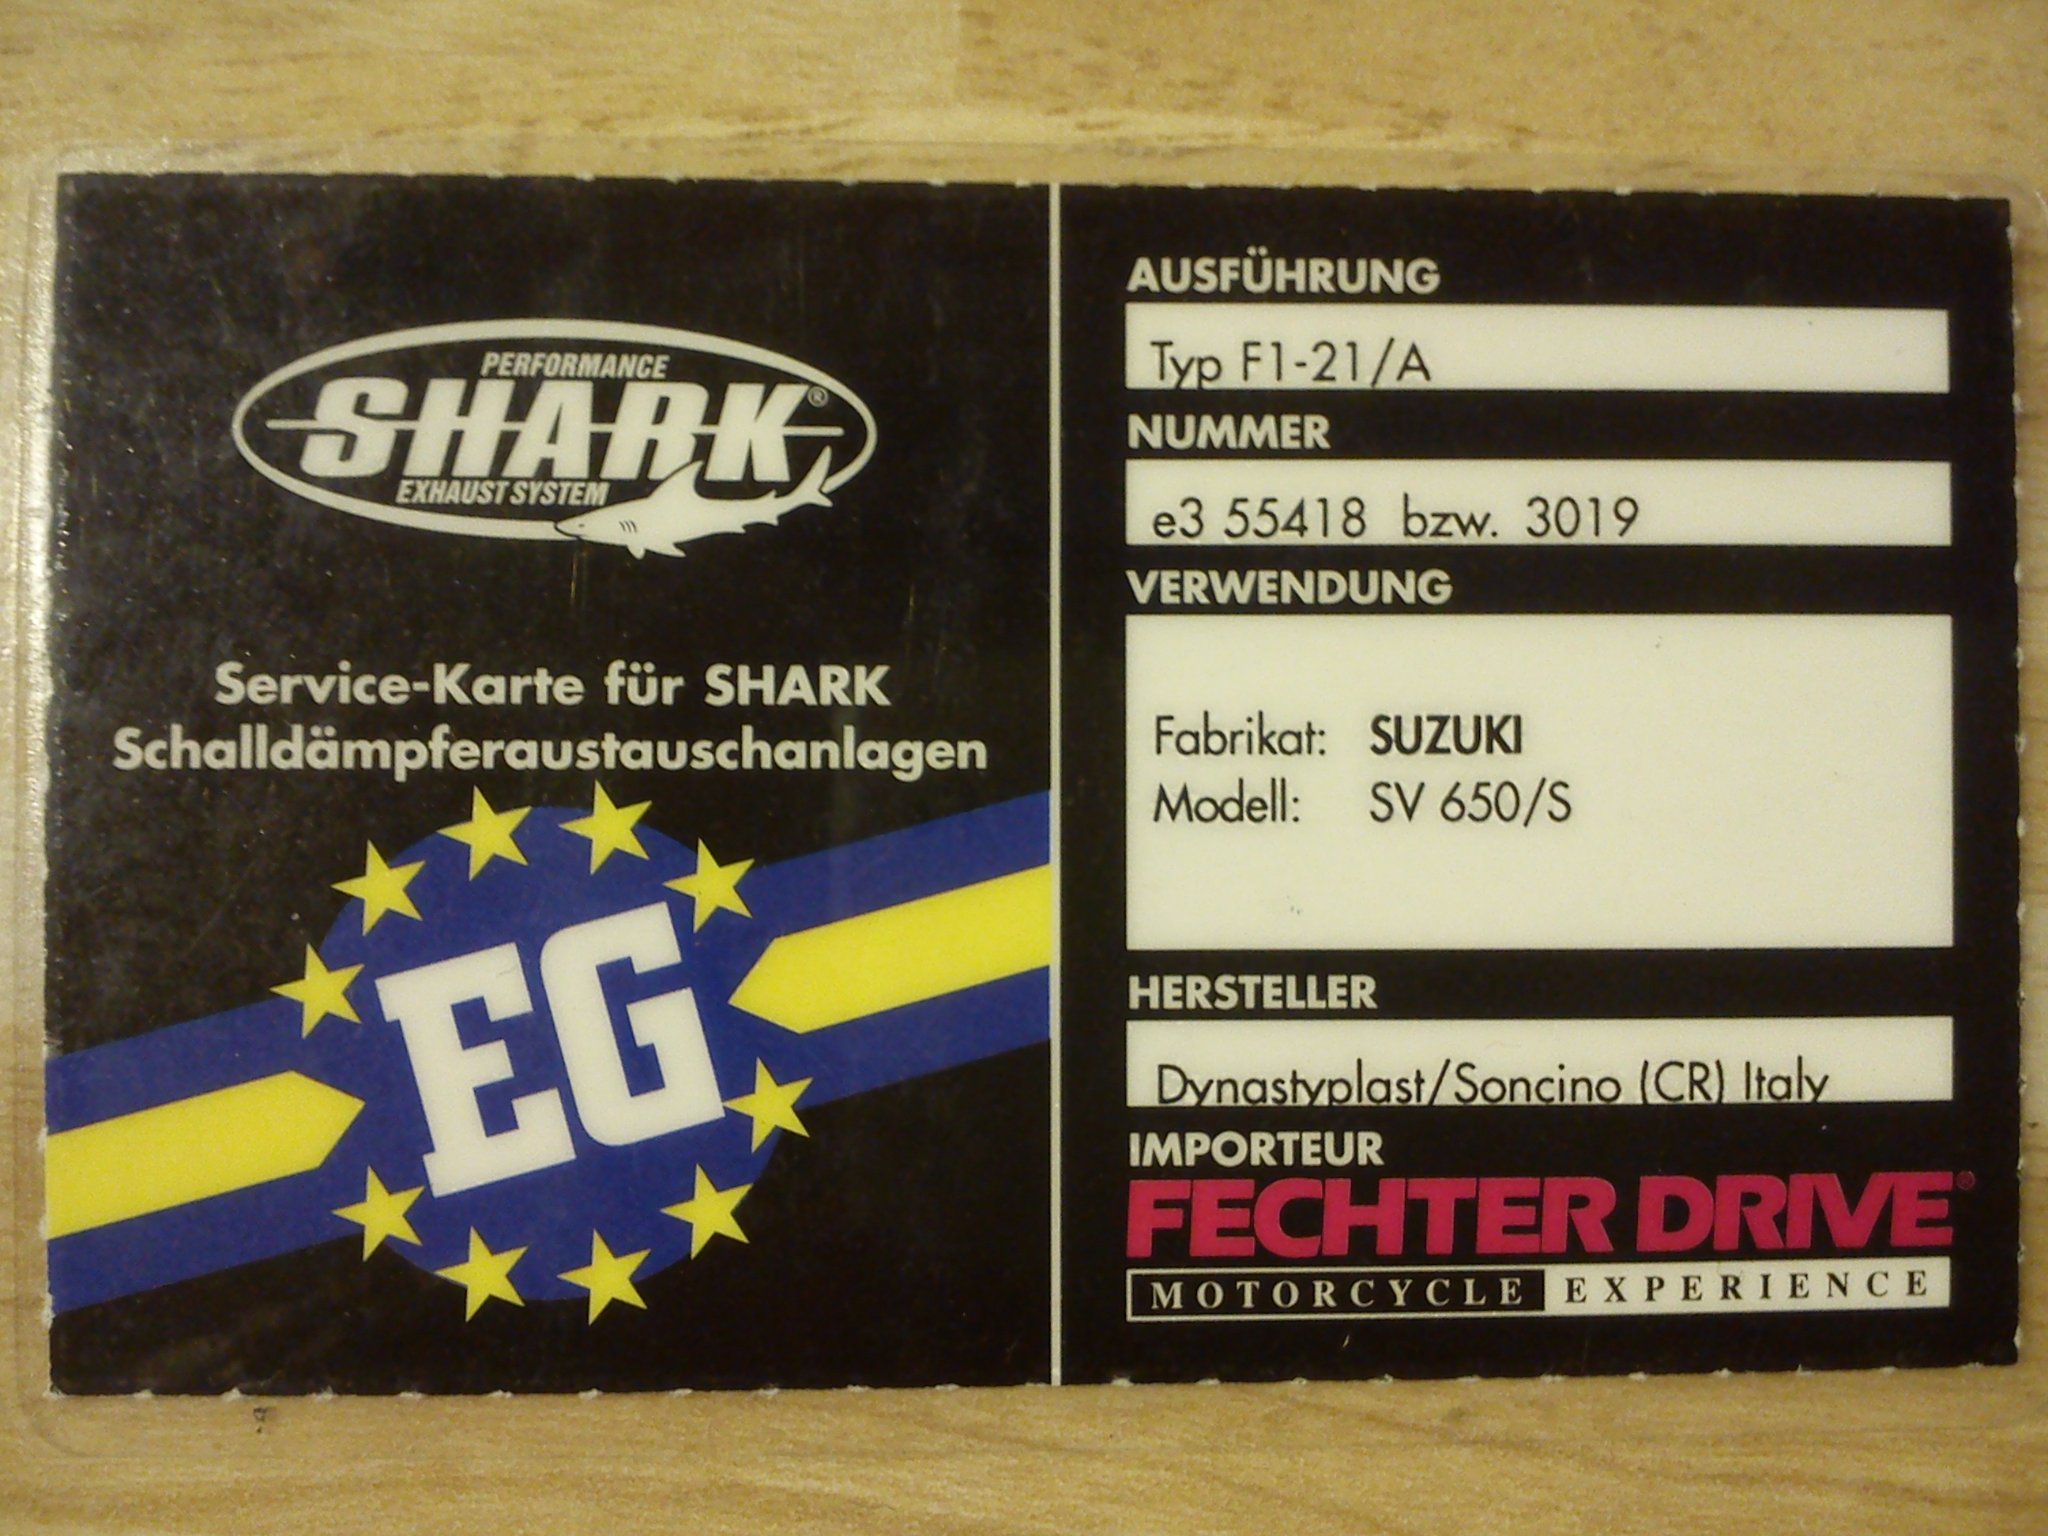 PERFORMANCE
SHARK®
EXHAUST SYSTEM
Service-Karte für SHARK
Schalldämpferaustauschanlagen
EG
AUSFÜHRUNG
Typ F1-21/A
NUMMER
e3 55418 bzw. 3019
VERWENDUNG
Fabrikat: SUZUKI
Modell: SV 650/S
HERSTELLER
Dynastyplast/Soncino (CR) Italy
IMPORTEUR
FECHTER DRIVE®
MOTORCYCLE EXPERIENCE